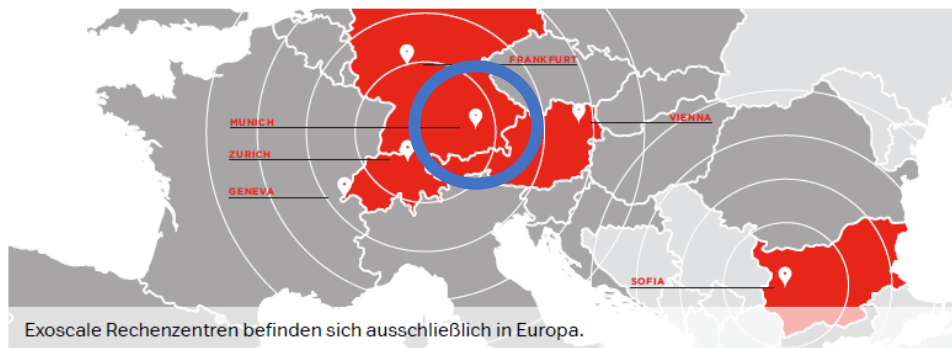 FRANKFURT
MUNICH
VIENNA
ZURICH
GENEVA
SOFIA
Exoscale Rechenzentren befinden sich ausschließlich in Europa.